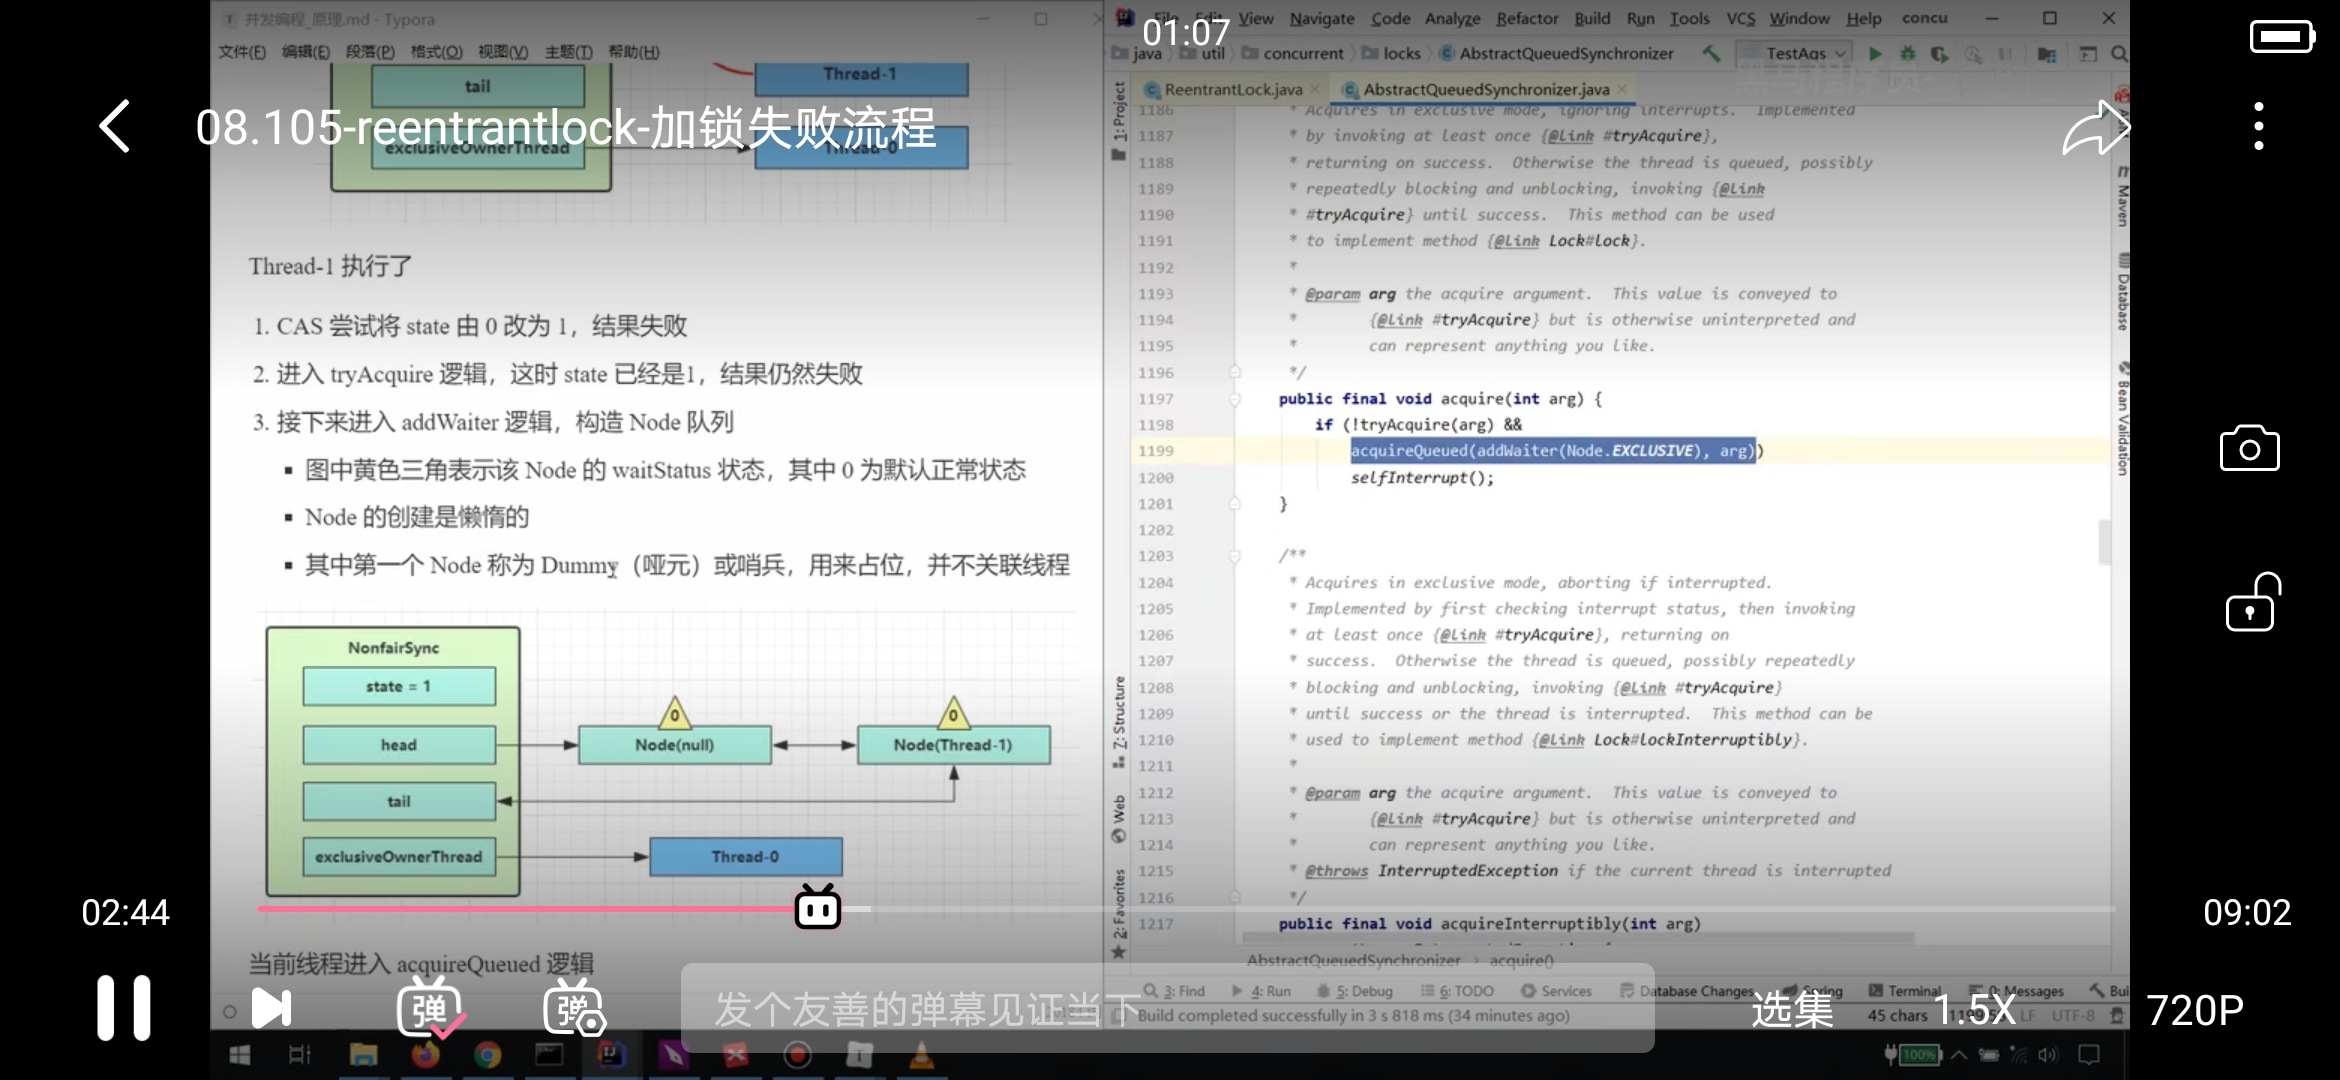 并发编程_原理.md - Typora
文件(F) 编辑(E) 段落(P) 格式(O) 视图(V) 主题(T) 帮助(H)
File Edit View Navigate Code Analyze Refactor Build Run Tools VCS Window Help concu
01:07
java util concurrent locks AbstractQueuedSynchronizer TestAqs
ReentrantLock.java AbstractQueuedSynchronizer.java
08.105-reentrantlock-加锁失败流程
tail
Thread-1
exclusiveOwnerThread
Thread-0
Thread-1 执行了
1. CAS 尝试将 state 由 0 改为 1，结果失败
2. 进入 tryAcquire 逻辑，这时 state 已经是1，结果仍然失败
3. 接下来进入 addWaiter 逻辑，构造 Node 队列
▪ 图中黄色三角表示该 Node 的 waitStatus 状态，其中 0 为默认正常状态
▪ Node 的创建是懒惰的
▪ 其中第一个 Node 称为 Dummy（哑元）或哨兵，用来占位，并不关联线程
NonfairSync
state = 1
head
tail
exclusiveOwnerThread
0
Node(null)
0
Node(Thread-1)
Thread-0
当前线程进入 acquireQueued 逻辑
1: Project
7: Structure
Web
2: Favorites
1186 * Acquires in exclusive mode, ignoring interrupts. Implemented
1187 * by invoking at least once {@link #tryAcquire},
1188 * returning on success. Otherwise the thread is queued, possibly
1189 * repeatedly blocking and unblocking, invoking {@link
1190 * #tryAcquire} until success. This method can be used
1191 * to implement method {@link Lock#lock}.
1192 *
1193 * @param arg the acquire argument. This value is conveyed to
1194 * {@link #tryAcquire} but is otherwise uninterpreted and
1195 * can represent anything you like.
1196 */
1197 public final void acquire(int arg) {
1198 if (!tryAcquire(arg) &&
1199 acquireQueued(addWaiter(Node.EXCLUSIVE), arg))
1200 selfInterrupt();
1201 }
1202
1203 /**
1204 * Acquires in exclusive mode, aborting if interrupted.
1205 * Implemented by first checking interrupt status, then invoking
1206 * at least once {@link #tryAcquire}, returning on
1207 * success. Otherwise the thread is queued, possibly repeatedly
1208 * blocking and unblocking, invoking {@link #tryAcquire}
1209 * until success or the thread is interrupted. This method can be
1210 * used to implement method {@link Lock#lockInterruptibly}.
1211 *
1212 * @param arg the acquire argument. This value is conveyed to
1213 * {@link #tryAcquire} but is otherwise uninterpreted and
1214 * can represent anything you like.
1215 * @throws InterruptedException if the current thread is interrupted
1216 */
1217 public final void acquireInterruptibly(int arg)
Maven
Database
Bean Validation
AbstractQueuedSynchronizer › acquire()
3: Find 4: Run 5: Debug 6: TODO Services Database Changes Spring Terminal 0: Messages Bui
Build completed successfully in 3 s 818 ms (34 minutes ago) 45 chars LF UTF-8
02:44
09:02
弹 弹 发个友善的弹幕见证当下 选集 1.5X 720P
100%